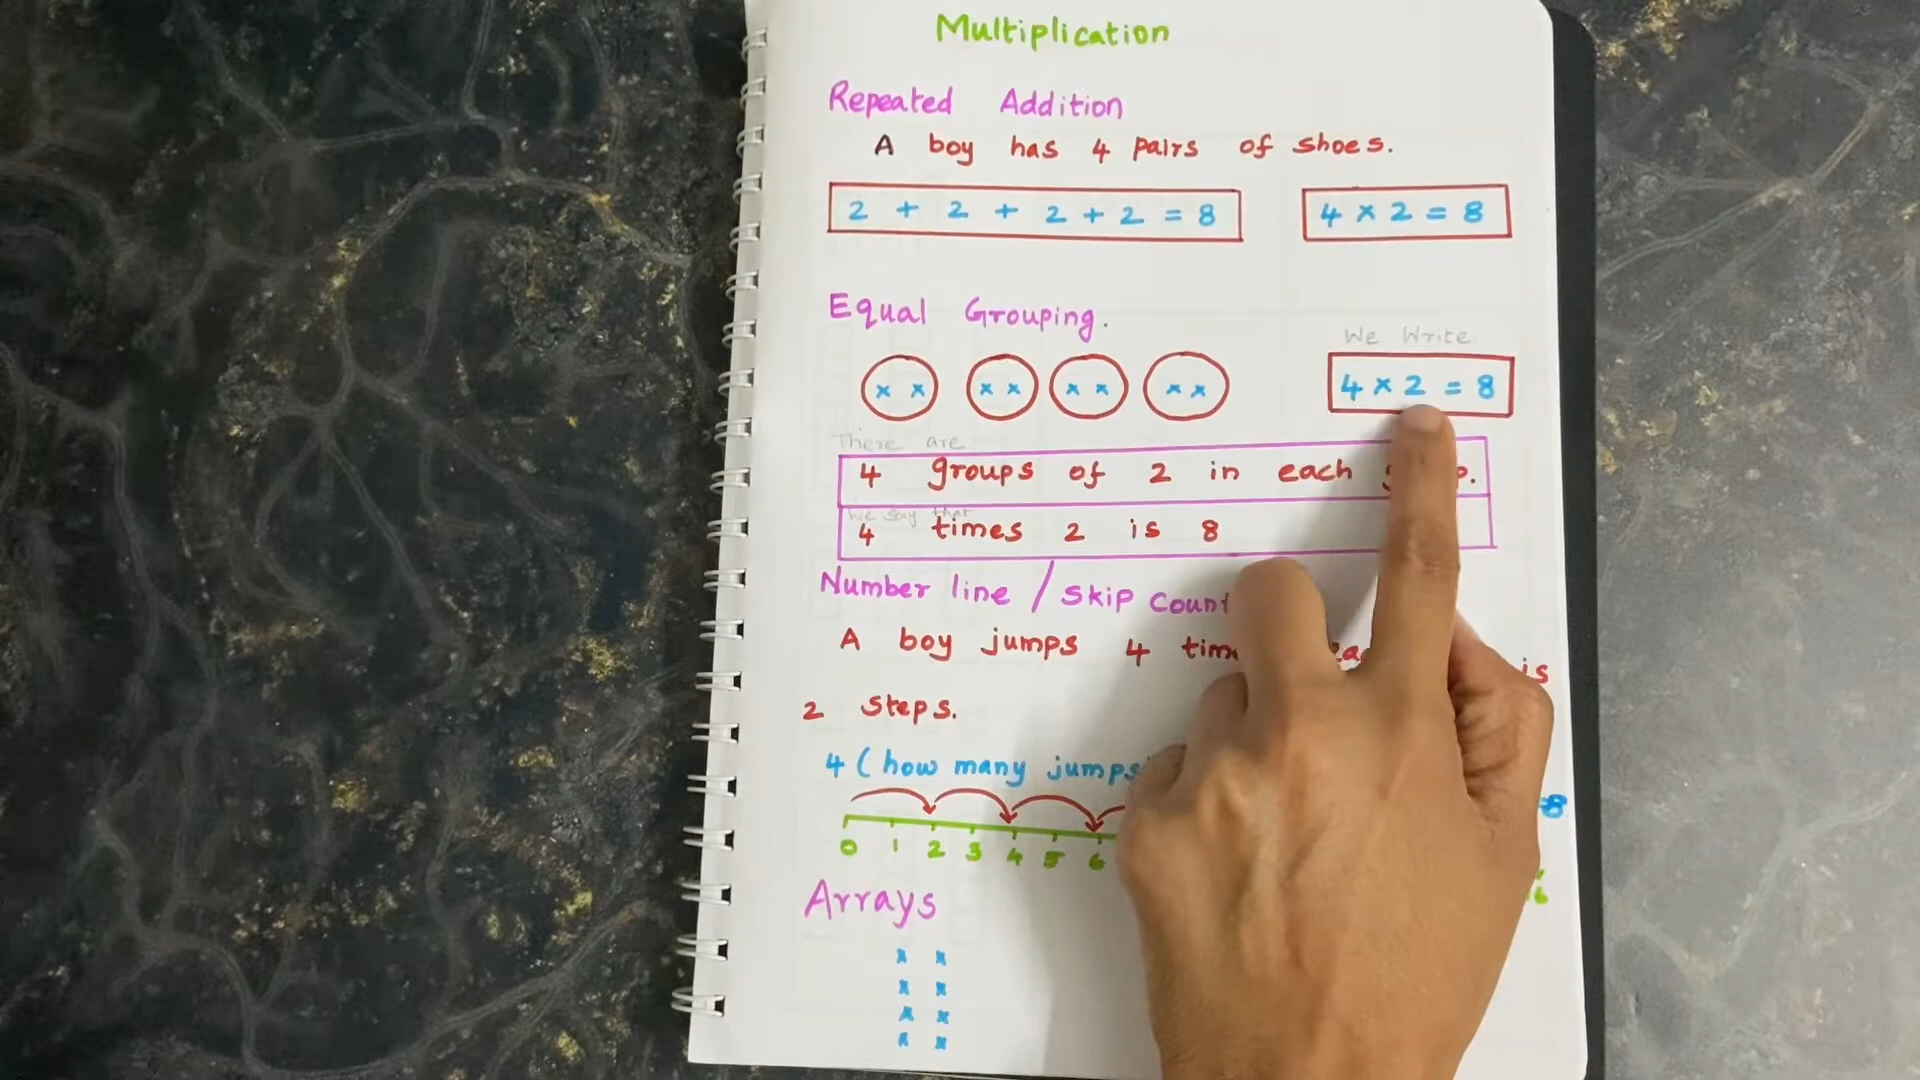 Multiplication
Repeated Addition
A boy has 4 pairs of shoes.
2 + 2 + 2 + 2 = 8
4 × 2 = 8
Equal Grouping.
We Write
x x x x x x x x
4 × 2 = 8
There are
4 groups of 2 in each
We say that
4 times 2 is 8
Number line / Skip Count
A boy jumps 4 is
2 steps.
4 (how many jumps
=8
0 1 2 3 4 5 6
Arrays
x x
x x
x x
x x